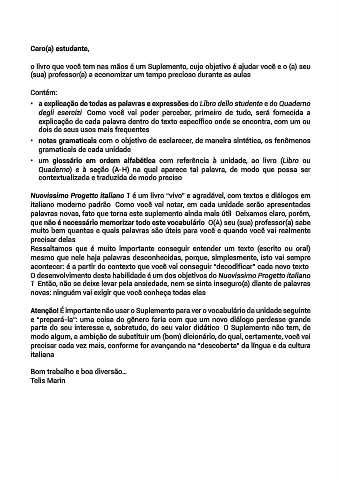 Caro(a) estudante,
o livro que você tem nas mãos é um Suplemento, cujo objetivo é ajudar você e o (a) seu
(sua) professor(a) a economizar um tempo precioso durante as aulas
Contém:
• a explicação de todas as palavras e expressões do Libro dello studente e do Quaderno
degli esercizi Como você vai poder perceber, primeiro de tudo, será fornecida a
explicação de cada palavra dentro do texto específico onde se encontra, com um ou
dois de seus usos mais frequentes
• notas gramaticais com o objetivo de esclarecer, de maneira sintética, os fenômenos
gramaticais de cada unidade
• um glossário em ordem alfabética com referência à unidade, ao livro (Libro ou
Quaderno) e à seção (A-H) na qual aparece tal palavra, de modo que possa ser
contextualizada e traduzida de modo preciso
Nuovissimo Progetto italiano 1 é um livro "vivo" e agradável, com textos e diálogos em
italiano moderno padrão Como você vai notar, em cada unidade serão apresentadas
palavras novas, fato que torna este suplemento ainda mais útil Deixamos claro, porém,
que não é necessário memorizar todo este vocabulário O(A) seu (sua) professor(a) sabe
muito bem quantas e quais palavras são úteis para você e quando você vai realmente
precisar delas
Ressaltamos que é muito importante conseguir entender um texto (escrito ou oral)
mesmo que nele haja palavras desconhecidas, porque, simplesmente, isto vai sempre
acontecer: é a partir do contexto que você vai conseguir "decodificar" cada novo texto
O desenvolvimento desta habilidade é um dos objetivos do Nuovissimo Progetto italiano
1 Então, não se deixe levar pela ansiedade, nem se sinta inseguro(a) diante de palavras
novas: ninguém vai exigir que você conheça todas elas
Atenção! É importante não usar o Suplemento para ver o vocabulário da unidade seguinte
e "prepará-la": uma coisa do gênero faria com que um novo diálogo perdesse grande
parte do seu interesse e, sobretudo, do seu valor didático O Suplemento não tem, de
modo algum, a ambição de substituir um (bom) dicionário, do qual, certamente, você vai
precisar cada vez mais, conforme for avançando na "descoberta" da língua e da cultura
italiana
Bom trabalho e boa diversão...
Telis Marin